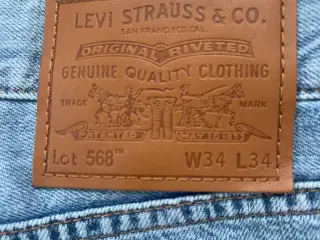 LEVI STRAUSS & CO.
SAN FRANCISCO, CAL.
ORIGINAL RIVETED
GENUINE QUALITY CLOTHING
TRADE MARK
PATENTED MAY 20 1873
Lot 568™ W34 L34